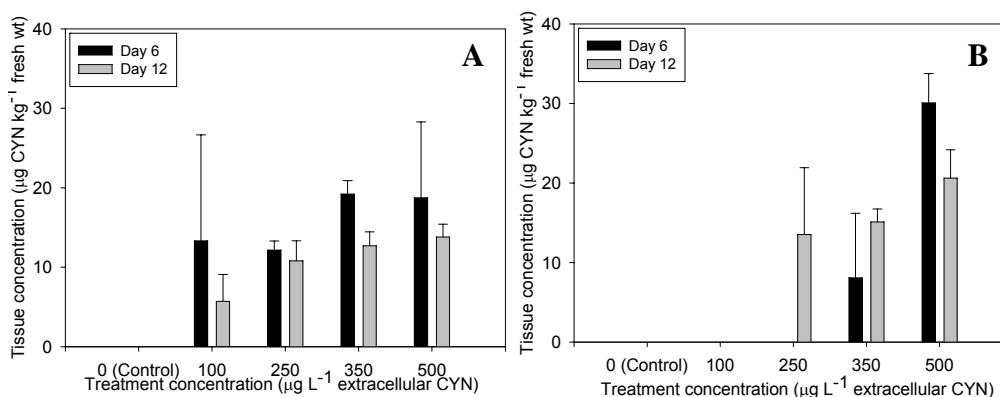 Tissue concentration (µg CYN kg⁻¹ fresh wt)
40
30
20
10
0
Day 6
Day 12
A
0 (Control) 100 250 350 500
Treatment concentration (µg L⁻¹ extracellular CYN)
Tissue concentration (µg CYN kg⁻¹ fresh wt)
40
30
20
10
0
Day 6
Day 12
B
0 (Control) 100 250 350 500
Treatment concentration (µg L⁻¹ extracellular CYN)